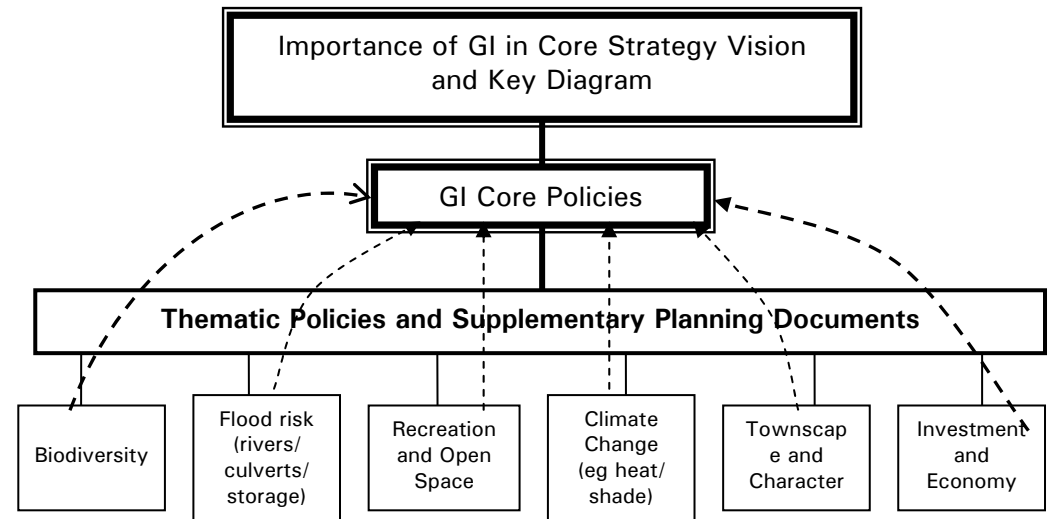 Importance of GI in Core Strategy Vision
and Key Diagram
GI Core Policies
Thematic Policies and Supplementary Planning Documents
Biodiversity
Flood risk
(rivers/
culverts/
storage)
Recreation
and Open
Space
Climate
Change
(eg heat/
shade)
Townscap
e and
Character
Investment
and
Economy